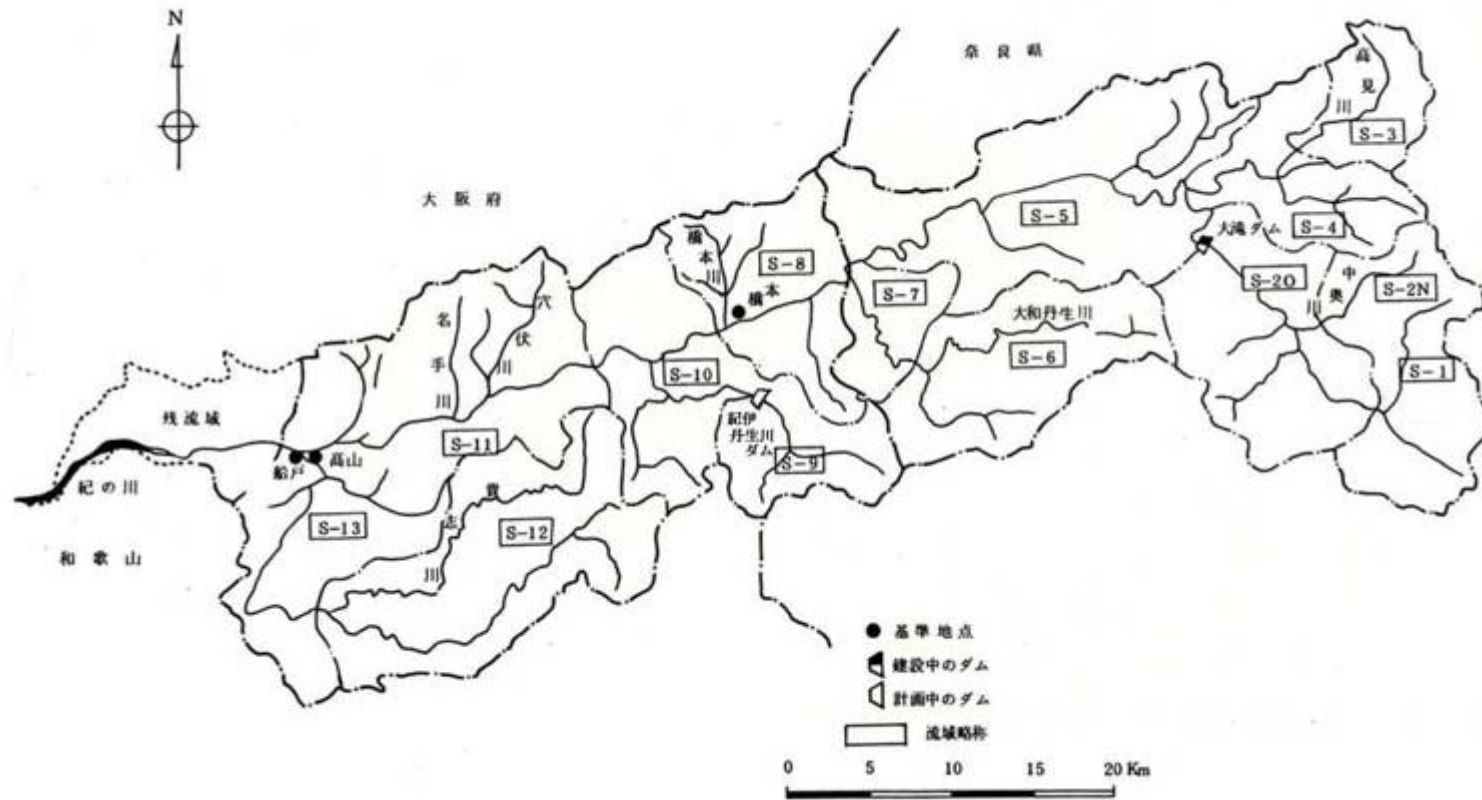 N
奈良県
大阪府
高見川
S-3
S-5
S-4
大滝ダム
S-2O
中奥川
S-2N
S-1
橋本川
S-8
橋本
S-7
大和丹生川
S-6
穴伏川
名手川
S-10
紀伊
丹生川
ダム
S-9
残流域
S-11
船戸
高山
紀の川
和歌山
貴志川
S-13
S-12
基準地点
建設中のダム
計画中のダム
流域略称
0 5 10 15 20 Km